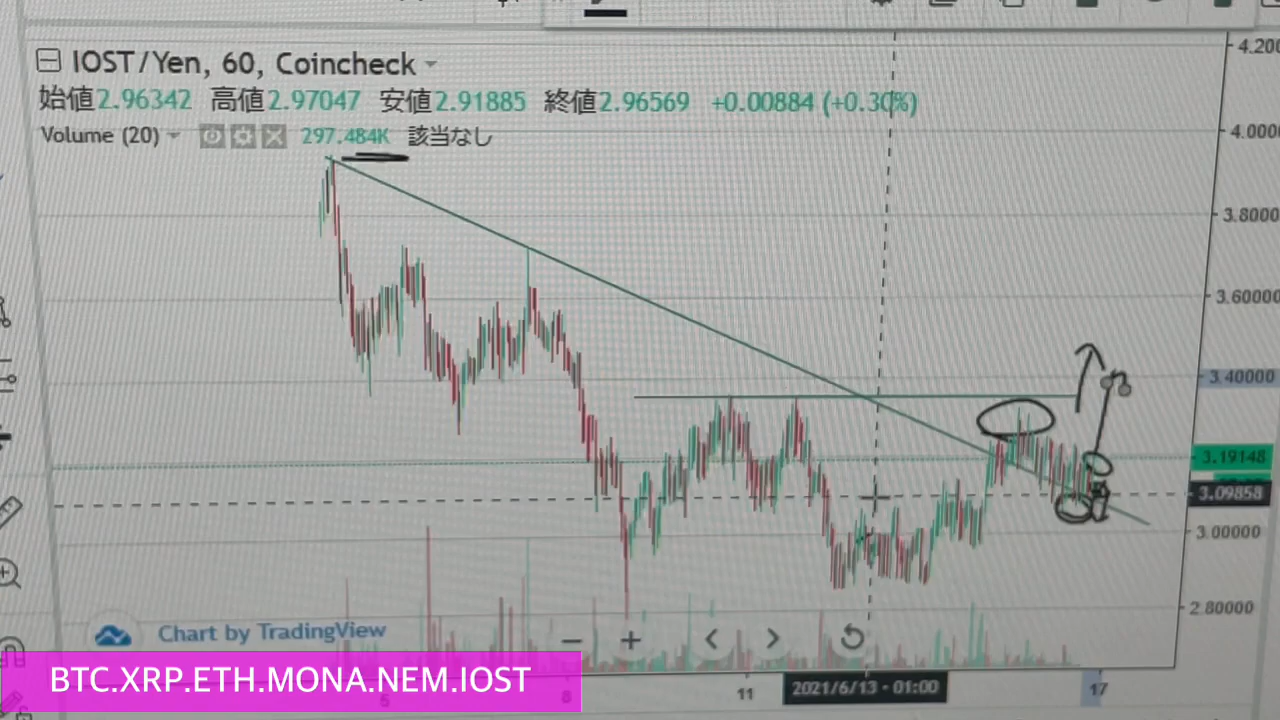 IOST/Yen, 60, Coincheck
始値2.96342 高値2.97047 安値2.91885 終値2.96569 +0.00884 (+0.30%)
Volume (20) 297.484K 該当なし
4.200
4.0000
3.8000
3.60000
3.40000
3.19148
3.09858
3.00000
2.80000
Chart by TradingView
5
8
11
2021/6/13 - 01:00
17
BTC.XRP.ETH.MONA.NEM.IOST